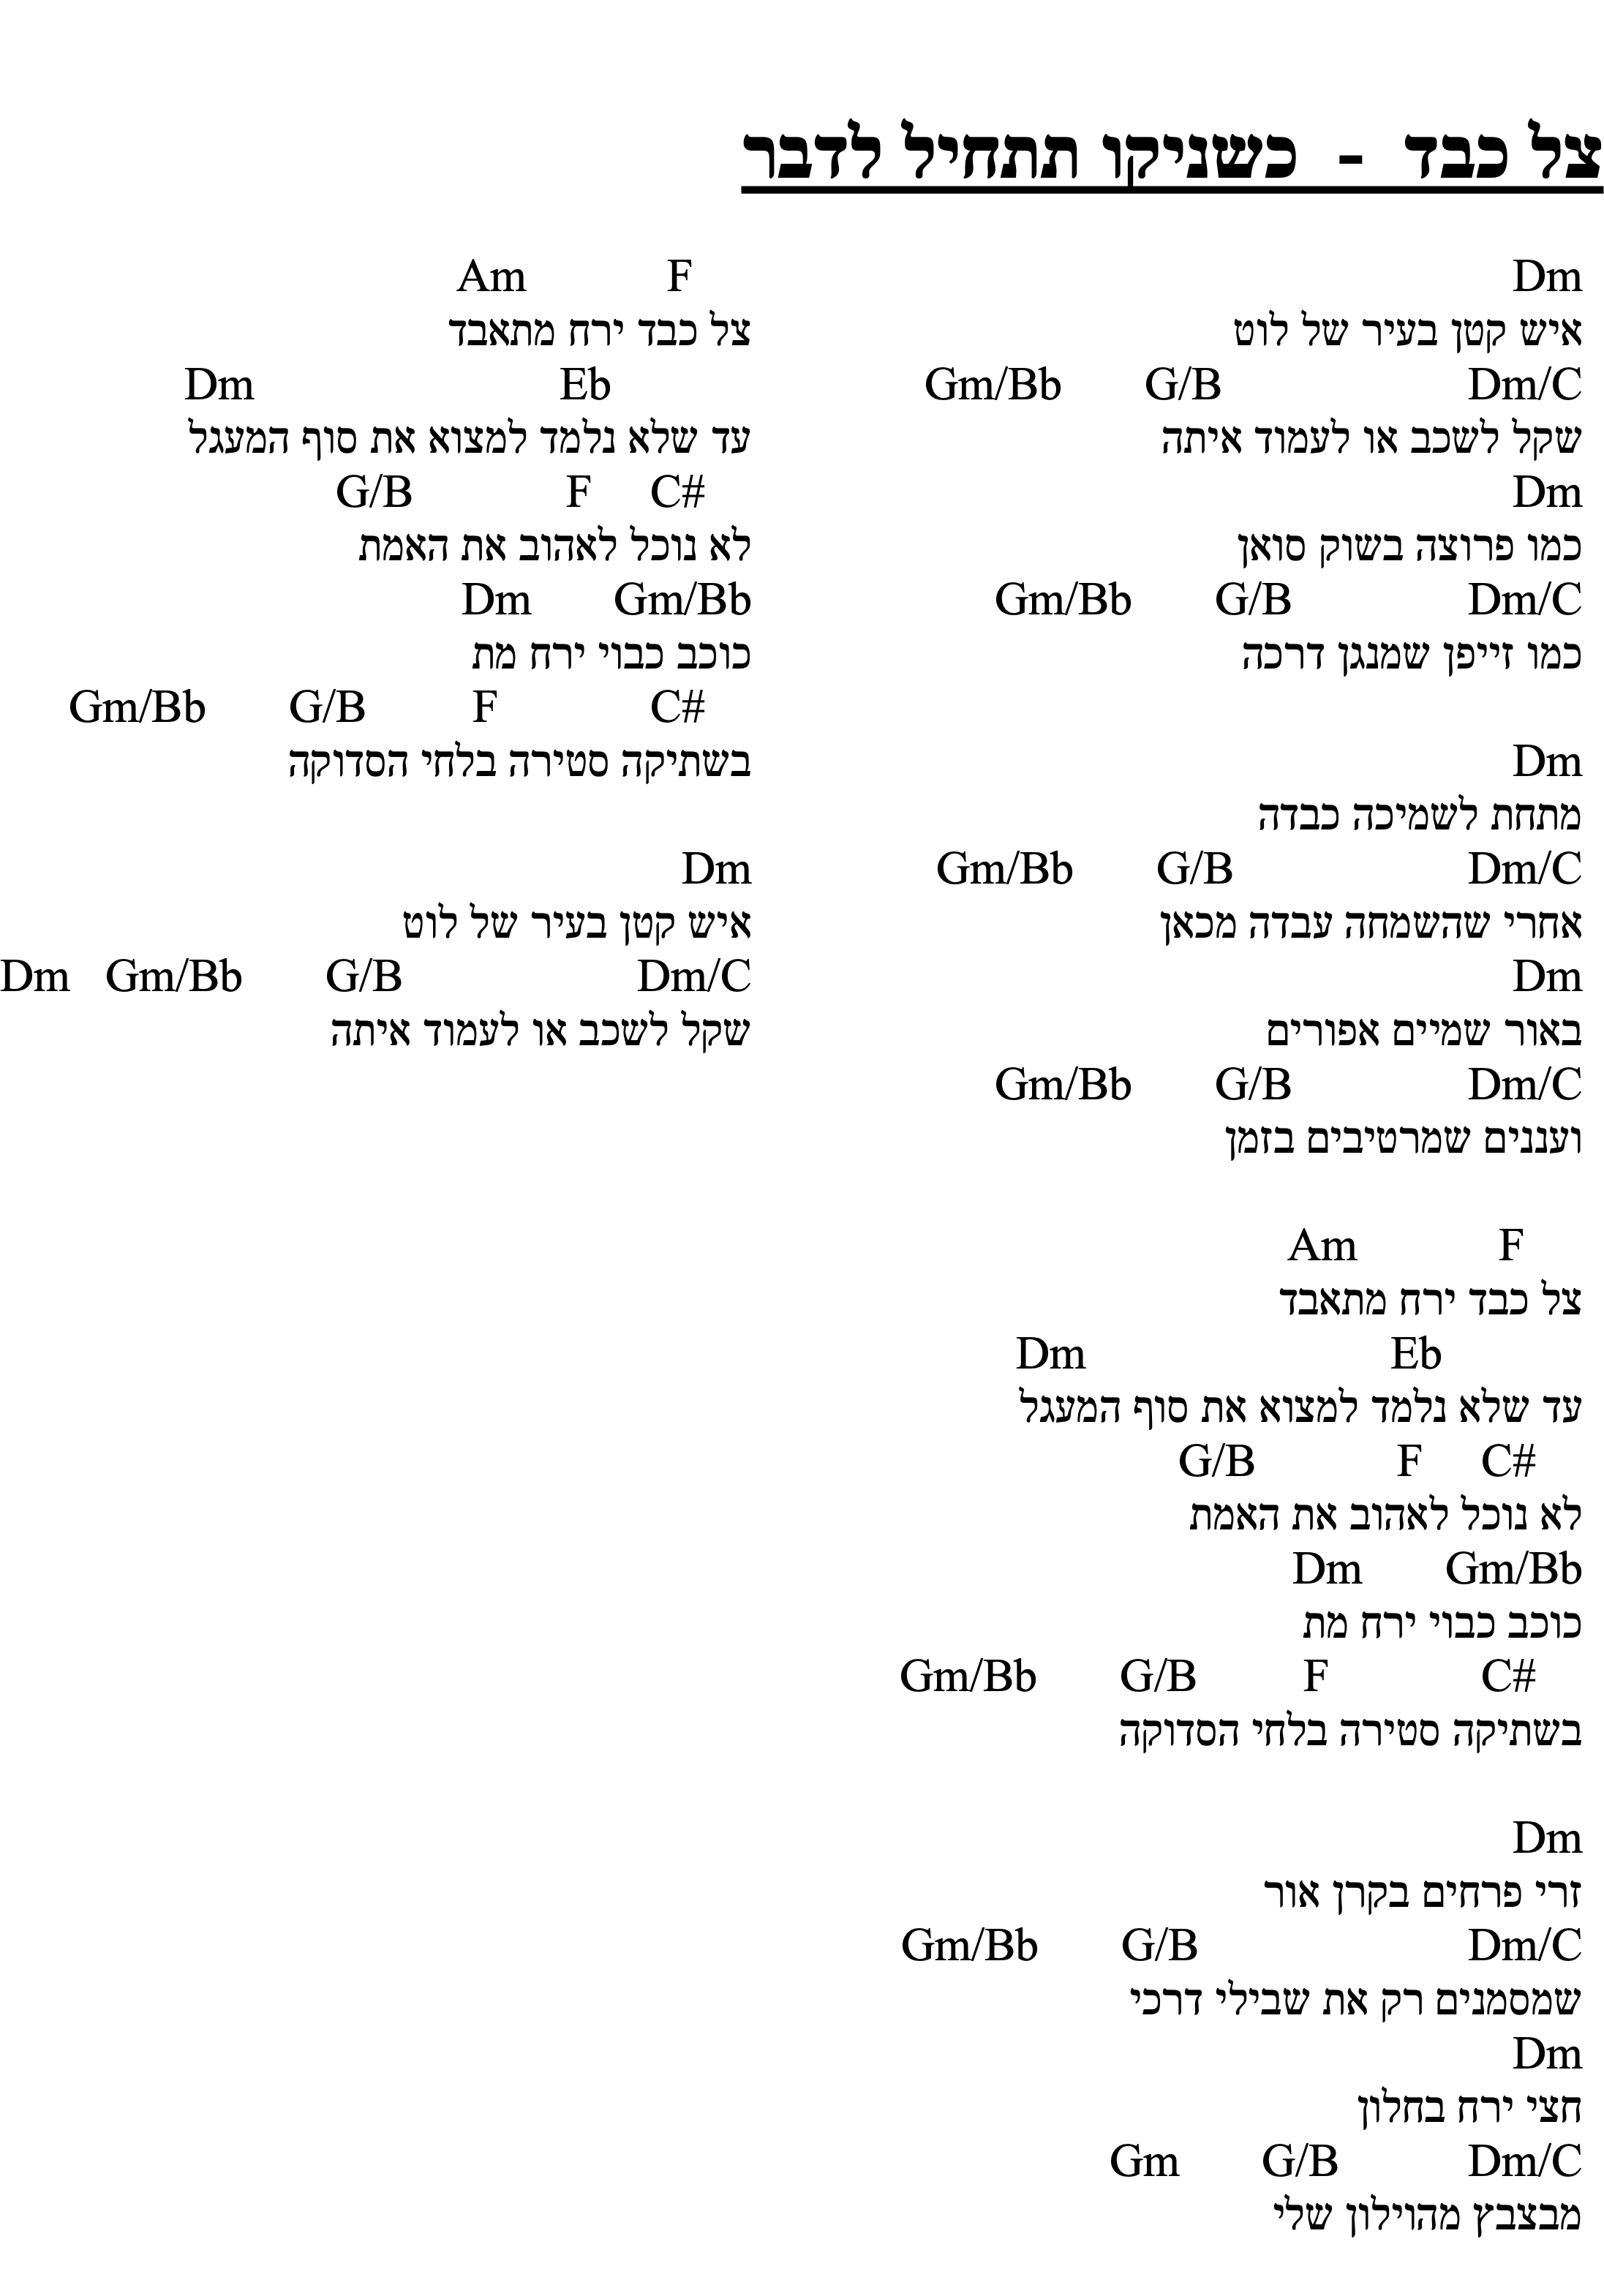 צל כבד - כשניקו תתחיל לדבר
Dm
איש קטן בעיר של לוט
Dm/C G/B Gm/Bb
שקל לשכב או לעמוד איתה
Dm
כמו פרוצה בשוק סואן
Dm/C G/B Gm/Bb
כמו זייפן שמנגן דרכה
Dm
מתחת לשמיכה כבדה
Dm/C G/B Gm/Bb
אחרי שהשמחה עבדה מכאן
Dm
באור שמיים אפורים
Dm/C G/B Gm/Bb
ועננים שמרטיבים בזמן
F Am
צל כבד ירח מתאבד
Eb Dm
עד שלא נלמד למצוא את סוף המעגל
C# F G/B
לא נוכל לאהוב את האמת
Gm/Bb Dm
כוכב כבוי ירח מת
C# F G/B Gm/Bb
בשתיקה סטירה בלחי הסדוקה
Dm
זרי פרחים בקרן אור
Dm/C G/B Gm/Bb
שמסמנים רק את שבילי דרכי
Dm
חצי ירח בחלון
Dm/C G/B Gm
מבצבץ מהוילון שלי
F Am
צל כבד ירח מתאבד
Eb Dm
עד שלא נלמד למצוא את סוף המעגל
C# F G/B
לא נוכל לאהוב את האמת
Gm/Bb Dm
כוכב כבוי ירח מת
C# F G/B Gm/Bb
בשתיקה סטירה בלחי הסדוקה
Dm
איש קטן בעיר של לוט
Dm/C G/B Gm/Bb Dm
שקל לשכב או לעמוד איתה